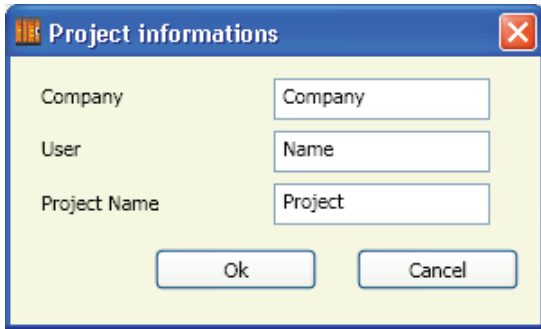 Project informations
Company Company
User Name
Project Name Project
Ok Cancel